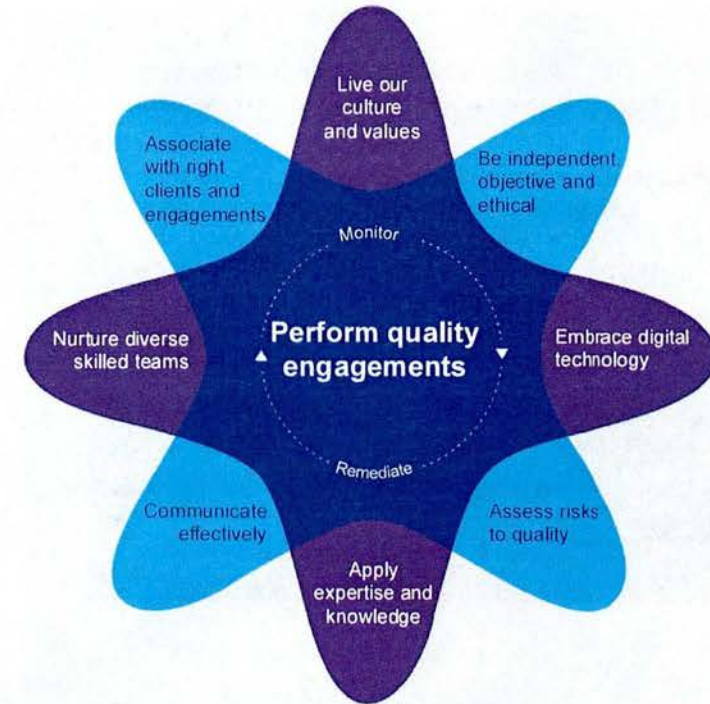 Live our
culture
and values
Associate
with right
clients and
engagements
Be independent,
objective and
ethical
Monitor
Nurture diverse
skilled teams
Perform quality
engagements
Embrace digital
technology
Remediate
Communicate
effectively
Assess risks
to quality
Apply
expertise and
knowledge